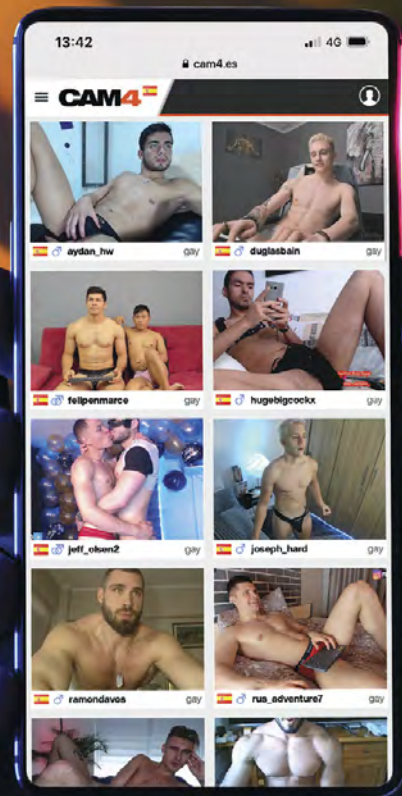 13:42
4G
cam4.es
CAM4
aydan_hw gay
duglasbain gay
felipenmarce gay
hugebigcockx gay
jeff_olsen2 gay
joseph_hard gay
ramondavos gay
rus_adventure7 gay